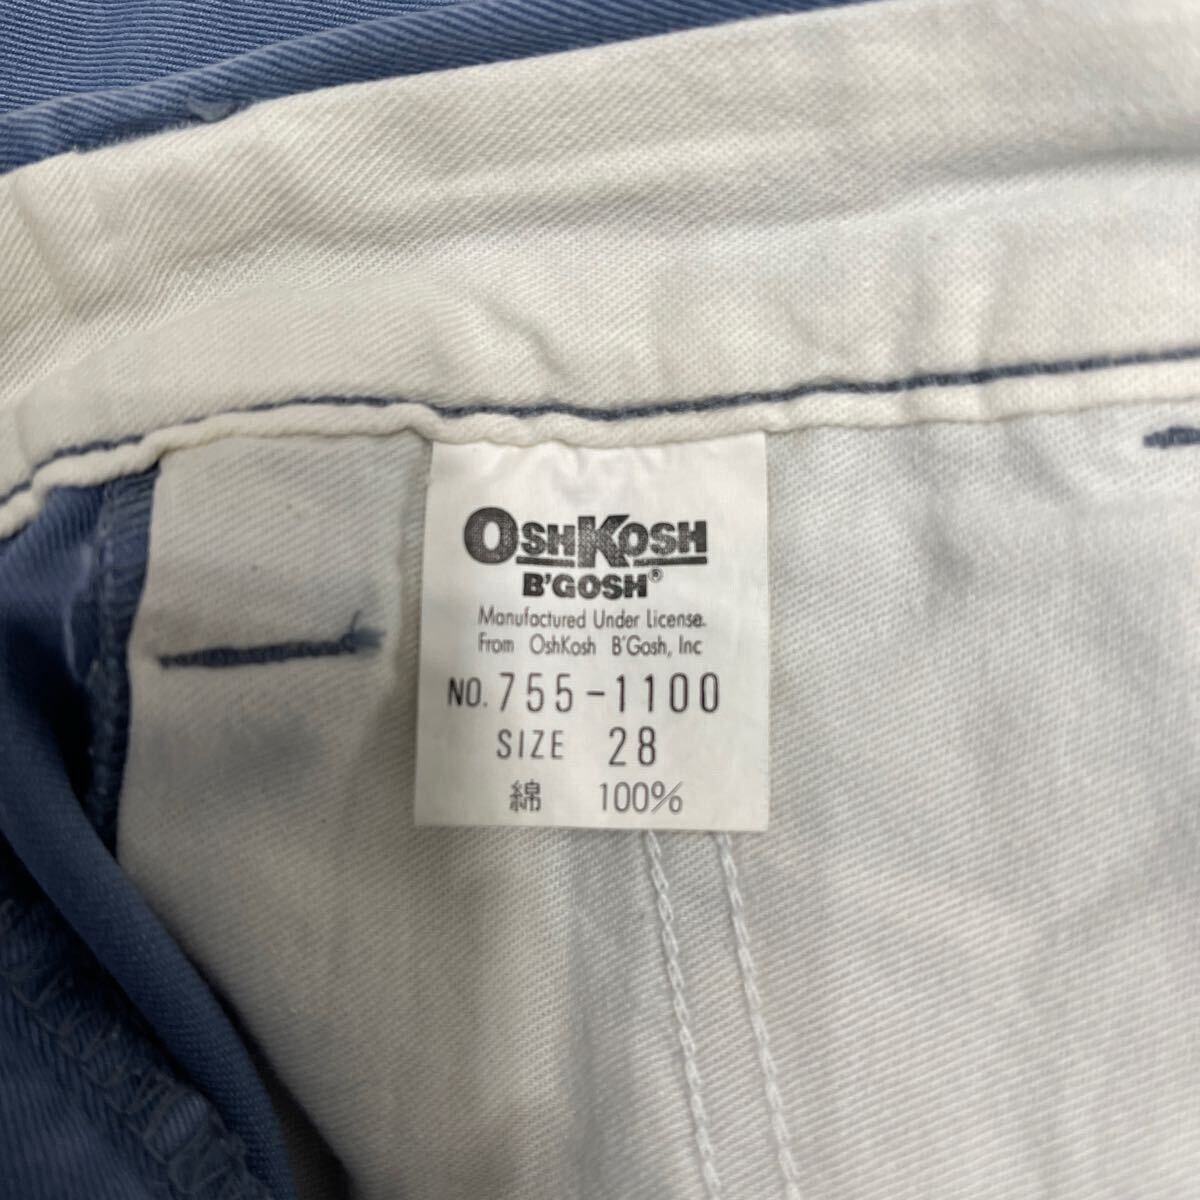 OSHKOSH
B'GOSH®
Manufactured Under License.
From OshKosh B'Gosh, Inc
NO. 755-1100
SIZE 28
綿 100%